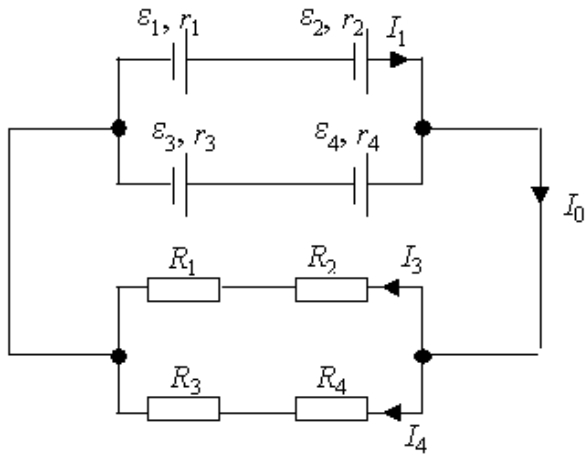 ε₁, r₁ ε₂, r₂ I₁
ε₃, r₃ ε₄, r₄
I₀
R₁ R₂ I₃
R₃ R₄
I₄